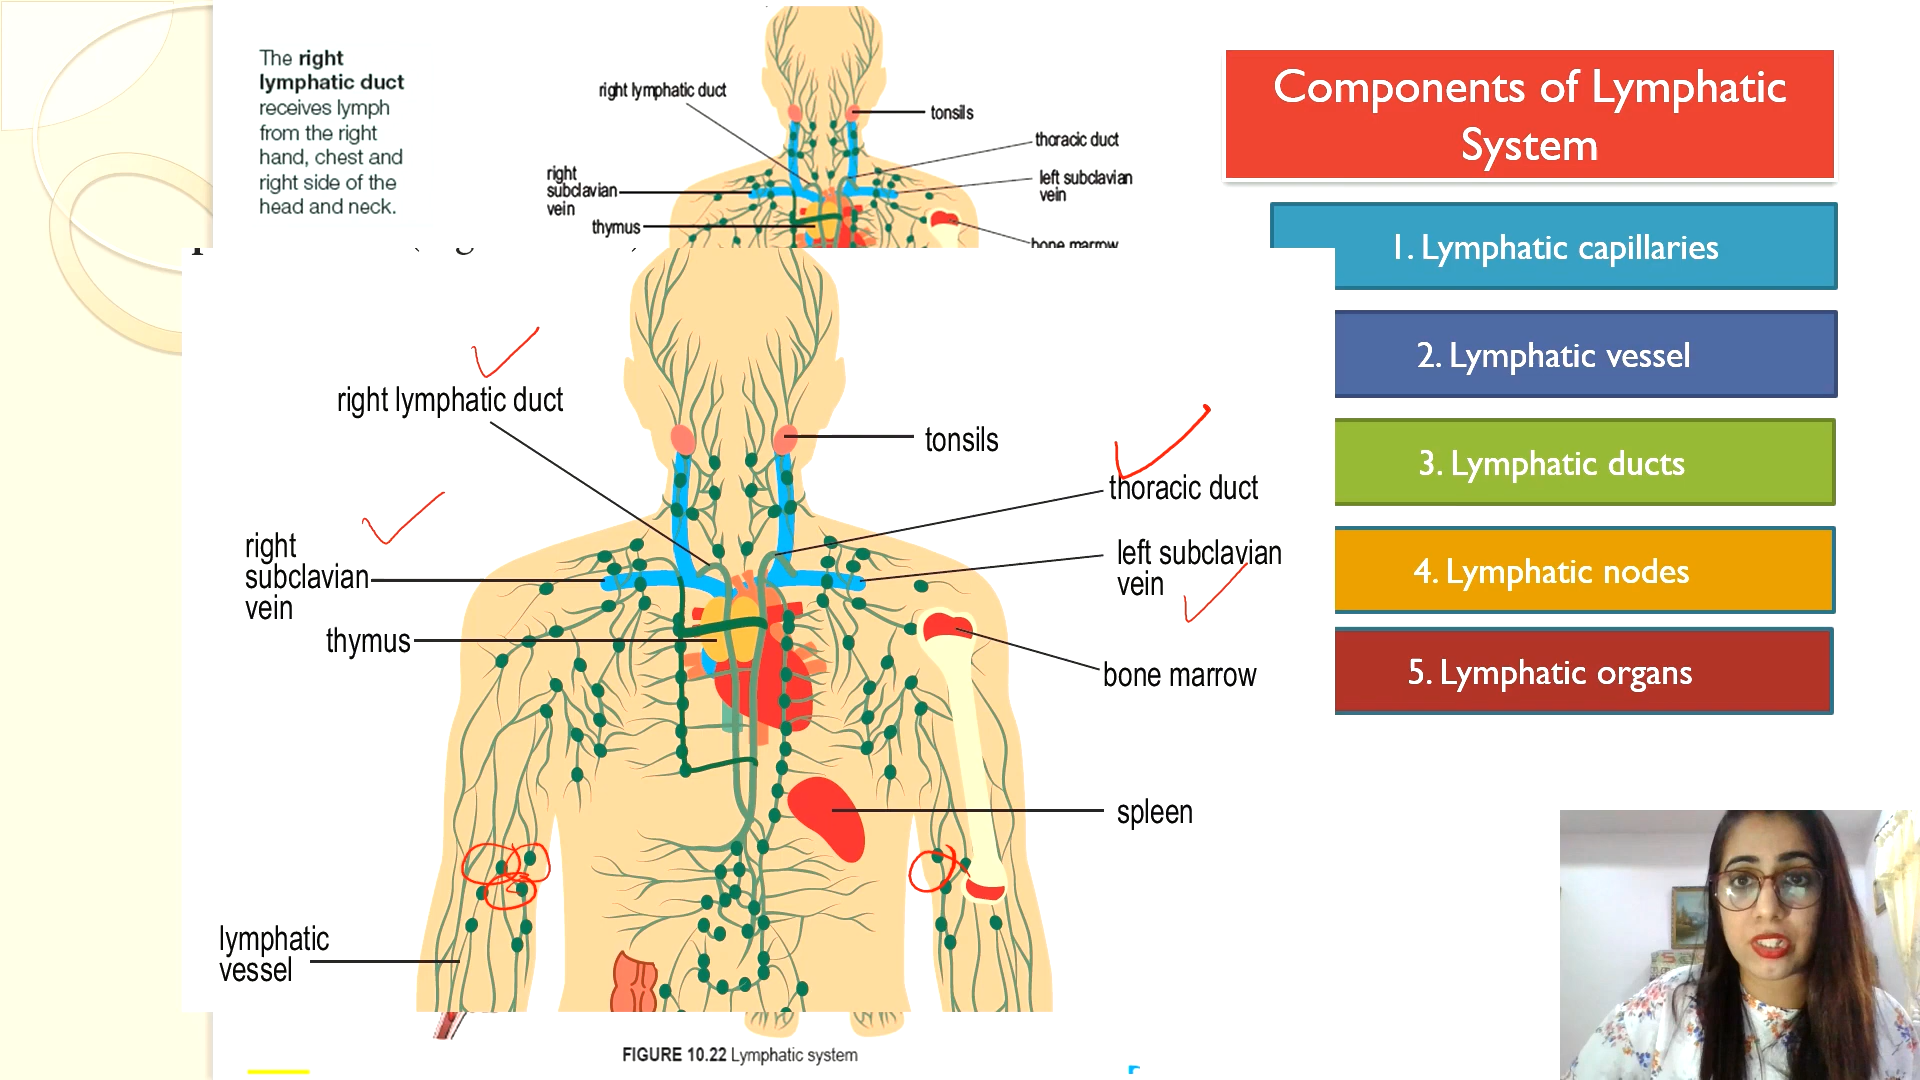 The right
lymphatic duct
receives lymph
from the right
hand, chest and
right side of the
head and neck.
right lymphatic duct
tonsils
thoracic duct
right
subclavian
vein
left subclavian
vein
thymus
bone marrow
right lymphatic duct
tonsils
thoracic duct
right
subclavian
vein
left subclavian
vein
thymus
bone marrow
spleen
lymphatic
vessel
FIGURE 10.22 Lymphatic system
Components of Lymphatic
System
1. Lymphatic capillaries
2. Lymphatic vessel
3. Lymphatic ducts
4. Lymphatic nodes
5. Lymphatic organs